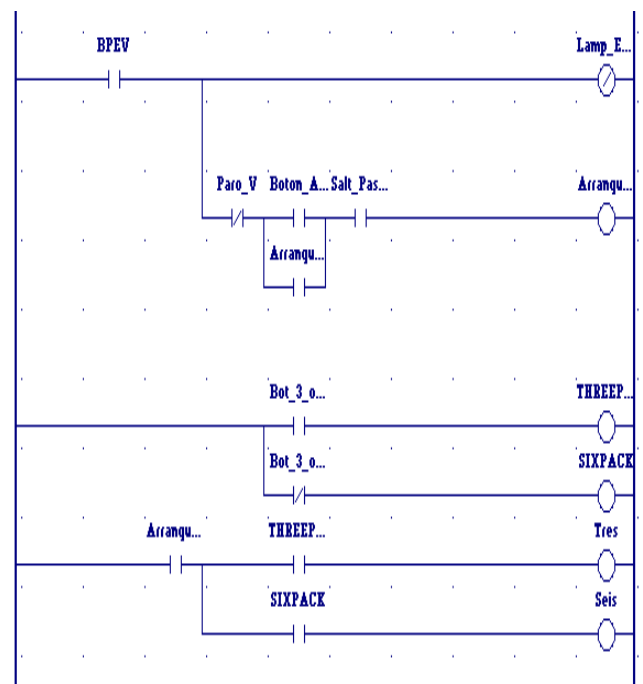 BPEV Lamp_E...
Paro_V Boton_A... Salt_Pas... Arranqu...
Arranqu...
Bot_3_o... THREEP...
Bot_3_o... SIXPACK
Arranqu... THREEP... Tres
SIXPACK Seis